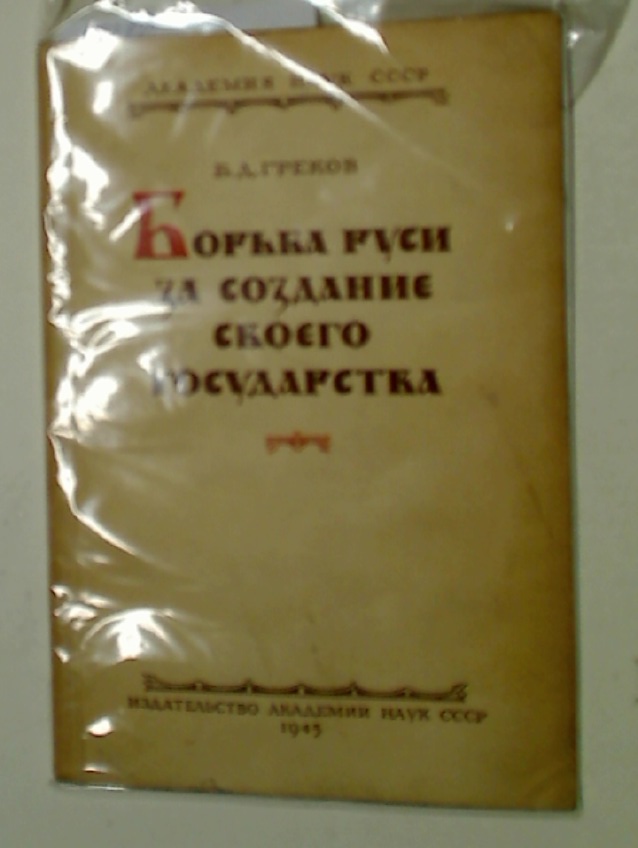 АКАДЕМИЯ НАУК СССР
Б.Д.ГРЕКОВ
БОРЬБА РУСИ
ЗА СОЗДАНИЕ
СВОЕГО
ГОСУДАРСТВА
ИЗДАТЕЛЬСТВО АКАДЕМИИ НАУК СССР
1945